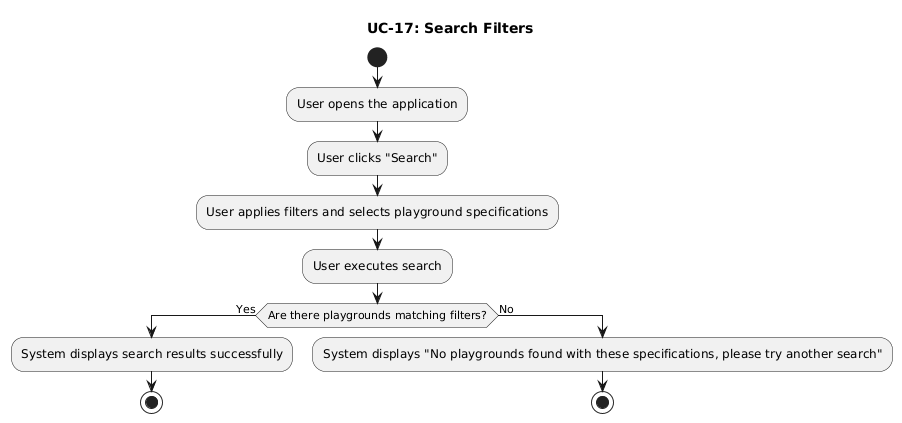 UC-17: Search Filters
User opens the application
User clicks "Search"
User applies filters and selects playground specifications
User executes search
Yes
Are there playgrounds matching filters?
No
System displays search results successfully
System displays "No playgrounds found with these specifications, please try another search"